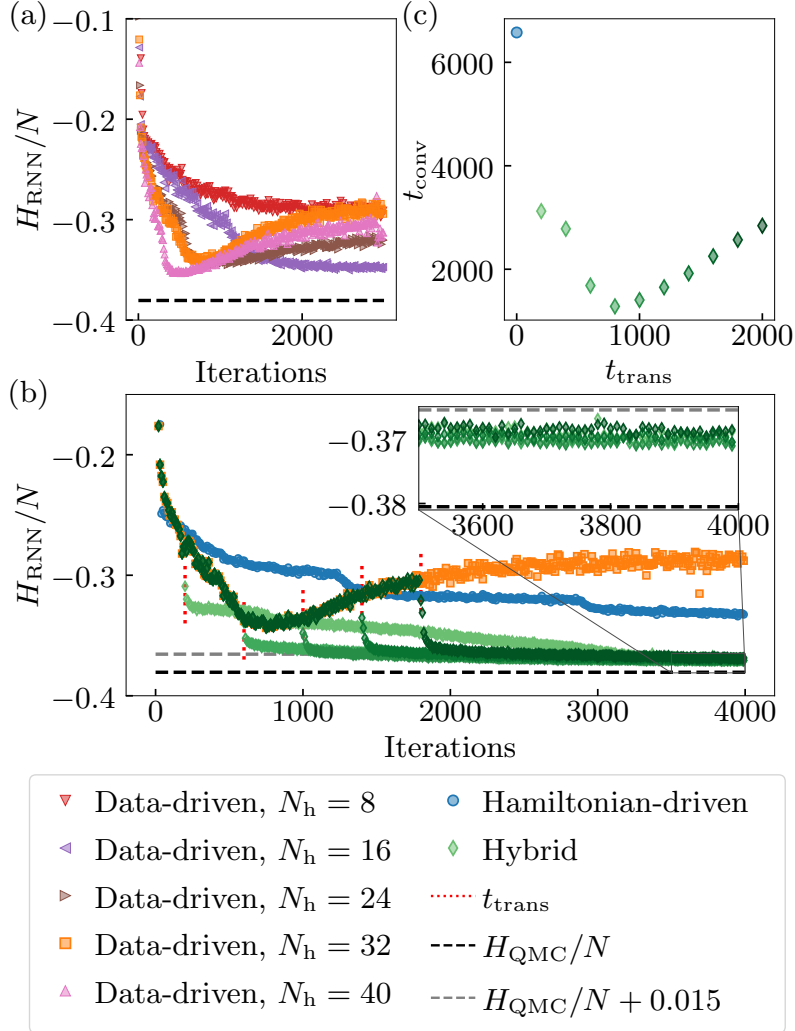 (a)
(c)
−0.1
−0.2
−0.3
−0.4
H_RNN/N
0
2000
Iterations
6000
4000
2000
t_conv
0
1000
2000
t_trans
(b)
−0.2
−0.3
−0.4
H_RNN/N
−0.37
−0.38
3600
3800
4000
0
1000
2000
3000
4000
Iterations
Data-driven, N_h = 8
Data-driven, N_h = 16
Data-driven, N_h = 24
Data-driven, N_h = 32
Data-driven, N_h = 40
Hamiltonian-driven
Hybrid
t_trans
H_QMC/N
H_QMC/N + 0.015